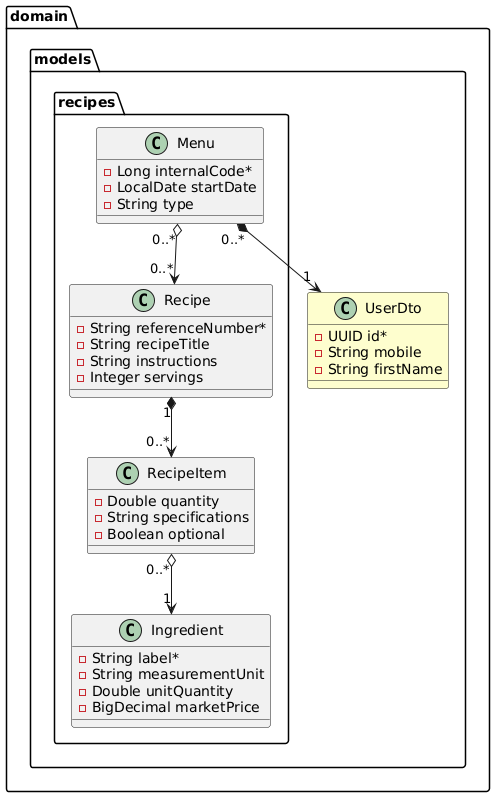 domain
models
recipes
C Menu
Long internalCode*
LocalDate startDate
String type
0..*
0..*
0..*
1
C Recipe
String referenceNumber*
String recipeTitle
String instructions
Integer servings
C UserDto
UUID id*
String mobile
String firstName
1
0..*
C RecipeItem
Double quantity
String specifications
Boolean optional
0..*
1
C Ingredient
String label*
String measurementUnit
Double unitQuantity
BigDecimal marketPrice